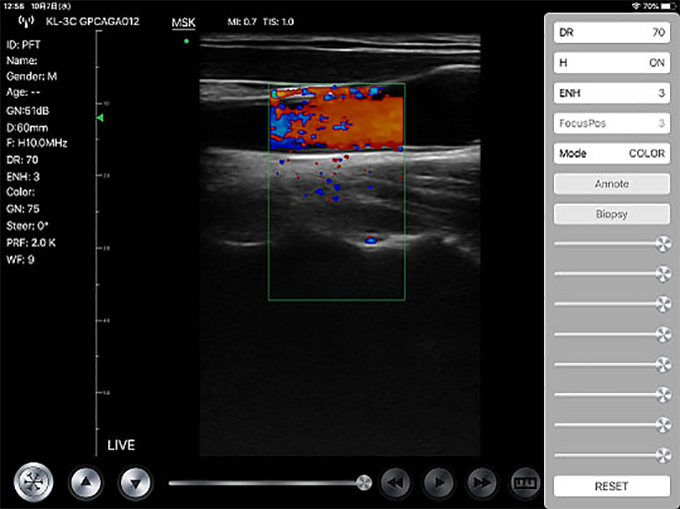 12:56 10月7日(水)
70%
KL-3C GPCAGA012
MSK
MI: 0.7 TIS: 1.0
ID: PFT
Name:
Gender: M
Age: --
GN:51dB
D:60mm
F: H10.0MHz
DR: 70
ENH: 3
Color:
GN: 75
Steer: 0°
PRF: 2.0 K
WF: 9
LIVE
DR 70
H ON
ENH 3
FocusPos 3
Mode COLOR
Annote
Biopsy
RESET